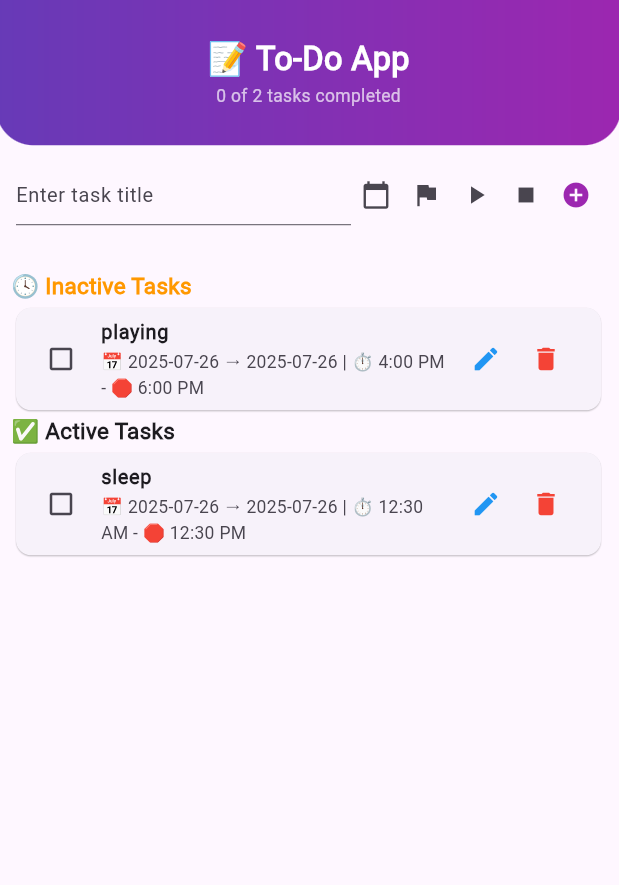 📝 To-Do App
0 of 2 tasks completed
Enter task title
🕓 Inactive Tasks
playing
📅 2025-07-26 → 2025-07-26 | ⏱️ 4:00 PM
- 🛑 6:00 PM
✅ Active Tasks
sleep
📅 2025-07-26 → 2025-07-26 | ⏱️ 12:30
AM - 🛑 12:30 PM